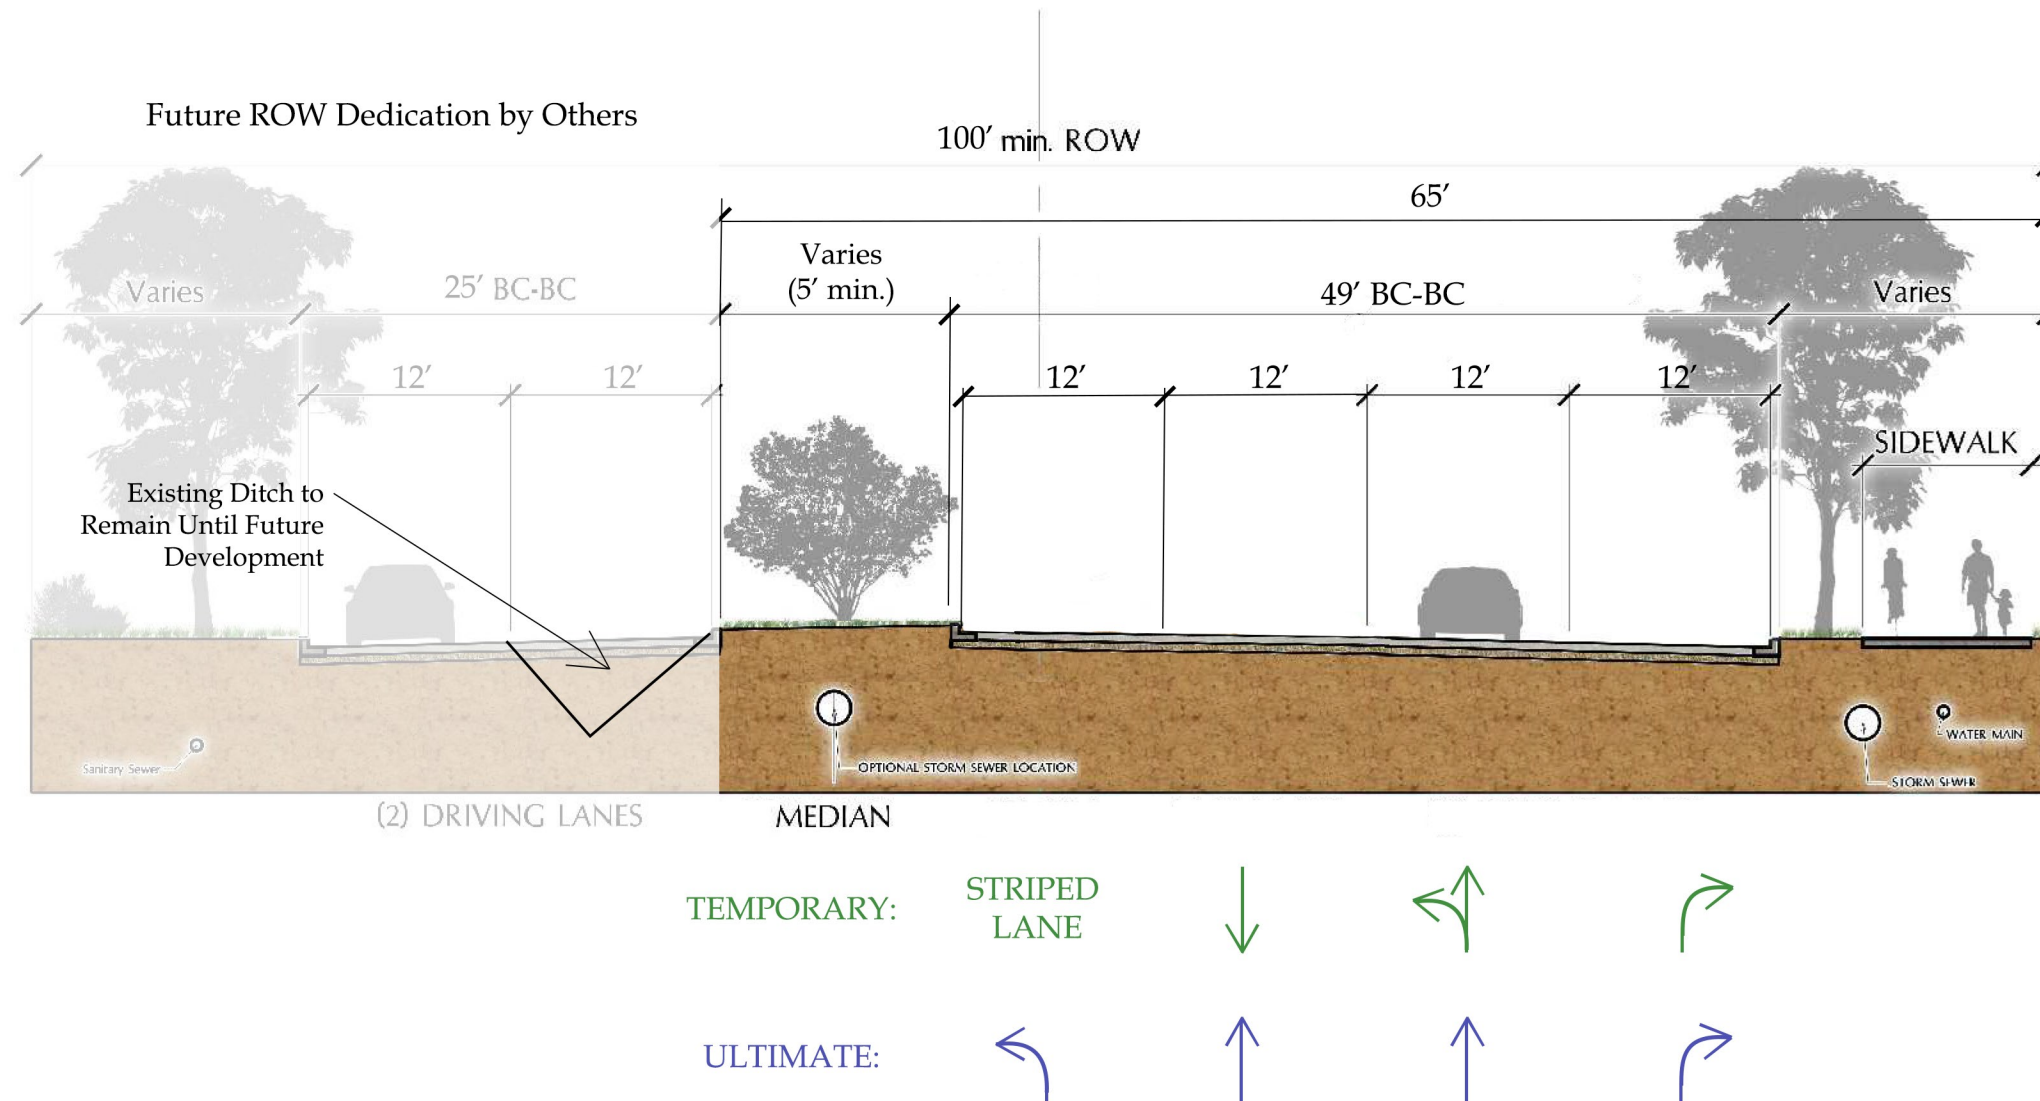 Future ROW Dedication by Others
100′ min. ROW
65′
Varies
25′ BC-BC
Varies
(5′ min.)
49′ BC-BC
Varies
12′
12′
12′
12′
12′
12′
SIDEWALK
Existing Ditch to
Remain Until Future
Development
Sanitary Sewer
OPTIONAL STORM SEWER LOCATION
WATER MAIN
STORM SEWER
(2) DRIVING LANES
MEDIAN
TEMPORARY:
STRIPED
LANE
ULTIMATE: